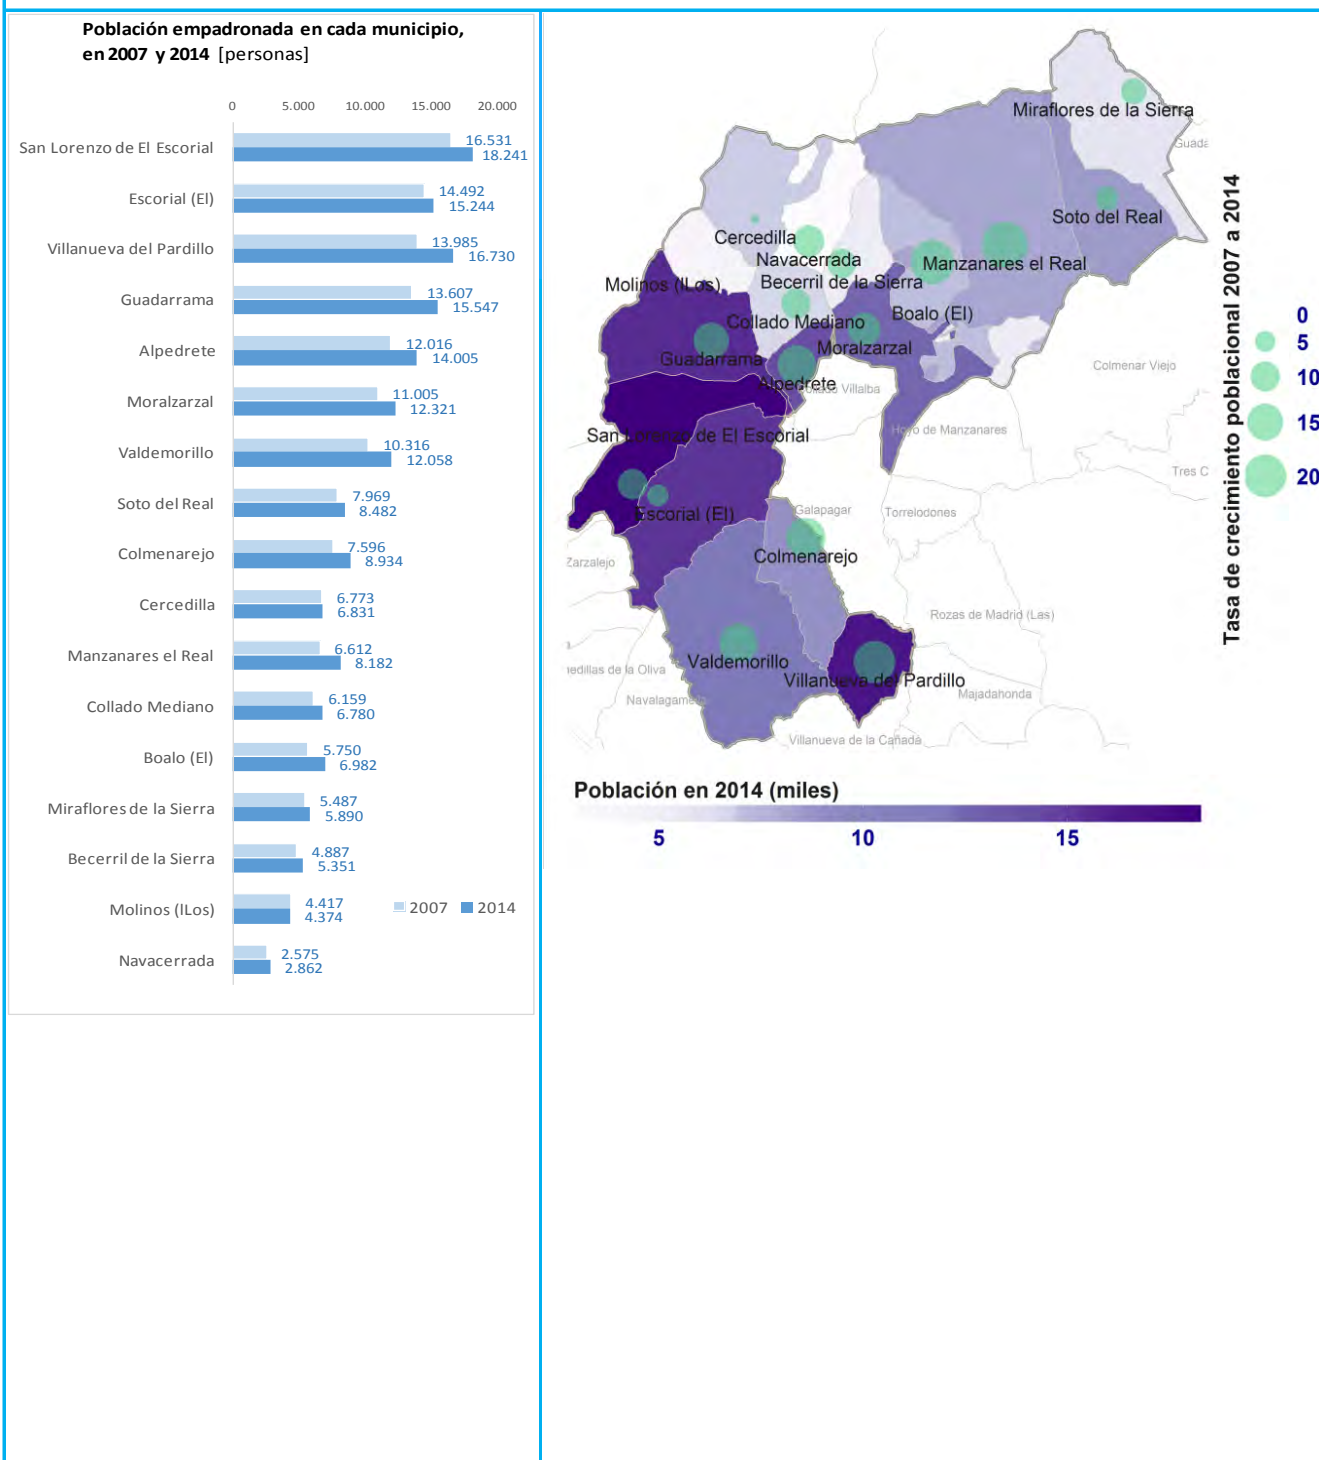 Población empadronada en cada municipio,
en 2007 y 2014 [personas]
0 5.000 10.000 15.000 20.000
San Lorenzo de El Escorial 16.531
18.241
Escorial (El) 14.492
15.244
Villanueva del Pardillo 13.985
16.730
Guadarrama 13.607
15.547
Alpedrete 12.016
14.005
Moralzarzal 11.005
12.321
Valdemorillo 10.316
12.058
Soto del Real 7.969
8.482
Colmenarejo 7.596
8.934
Cercedilla 6.773
6.831
Manzanares el Real 6.612
8.182
Collado Mediano 6.159
6.780
Boalo (El) 5.750
6.982
Miraflores de la Sierra 5.487
5.890
Becerril de la Sierra 4.887
5.351
Molinos (lLos) 4.417
4.374
2007 2014
Navacerrada 2.575
2.862
Miraflores de la Sierra
Guada
Soto del Real
Cercedilla
Navacerrada
Manzanares el Real
Becerril de la Sierra
Molinos (lLos)
Boalo (El)
Collado Mediano
Moralzarzal
Guadarrama
Colmenar Viejo
Alpedrete
Collado Villalba
San Lorenzo de El Escorial
Hoyo de Manzanares
Tres C
Escorial (El)
Galapagar
Torrelodones
Colmenarejo
Zarzalejo
Rozas de Madrid (Las)
Valdemorillo
nedillas de la Oliva
Villanueva del Pardillo
Majadahonda
Navalagamella
Villanueva de la Cañada
Tasa de crecimiento poblacional 2007 a 2014
0
5
10
15
20
Población en 2014 (miles)
5 10 15